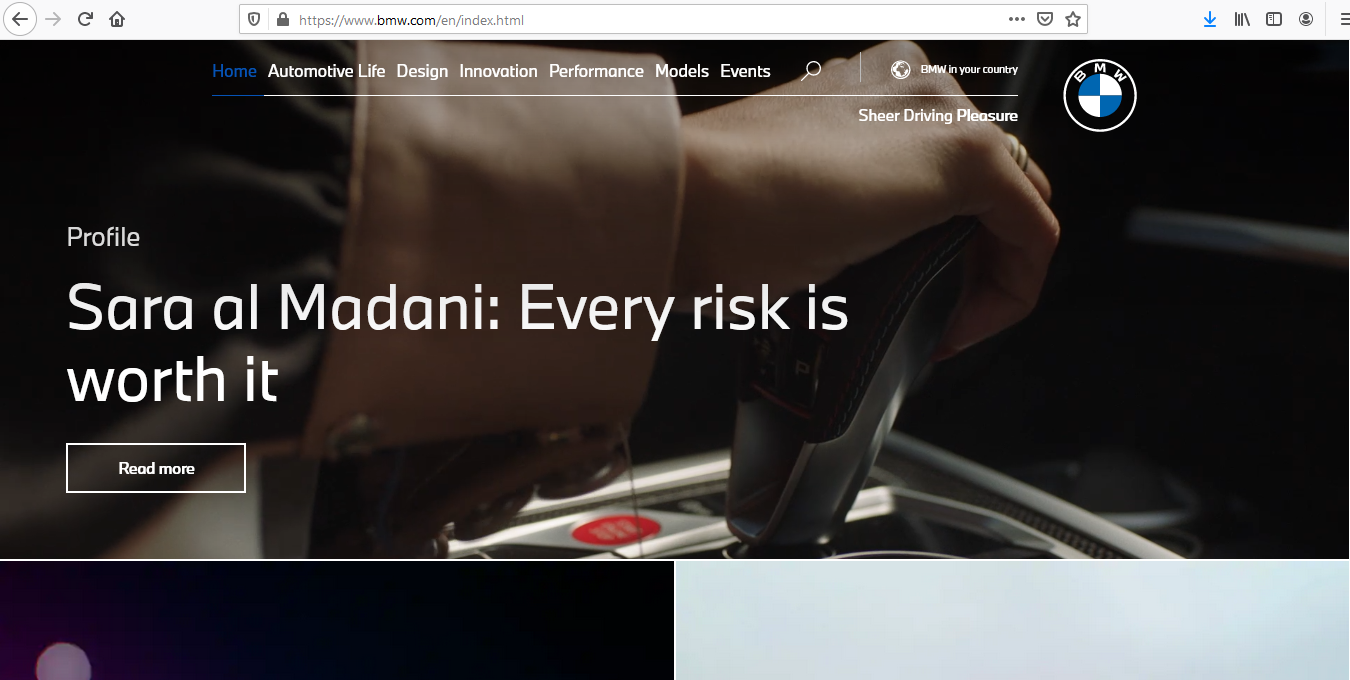 https://www.bmw.com/en/index.html
Home Automotive Life Design Innovation Performance Models Events
BMW in your country
BMW
Sheer Driving Pleasure
Profile
Sara al Madani: Every risk is
worth it
P
Read more